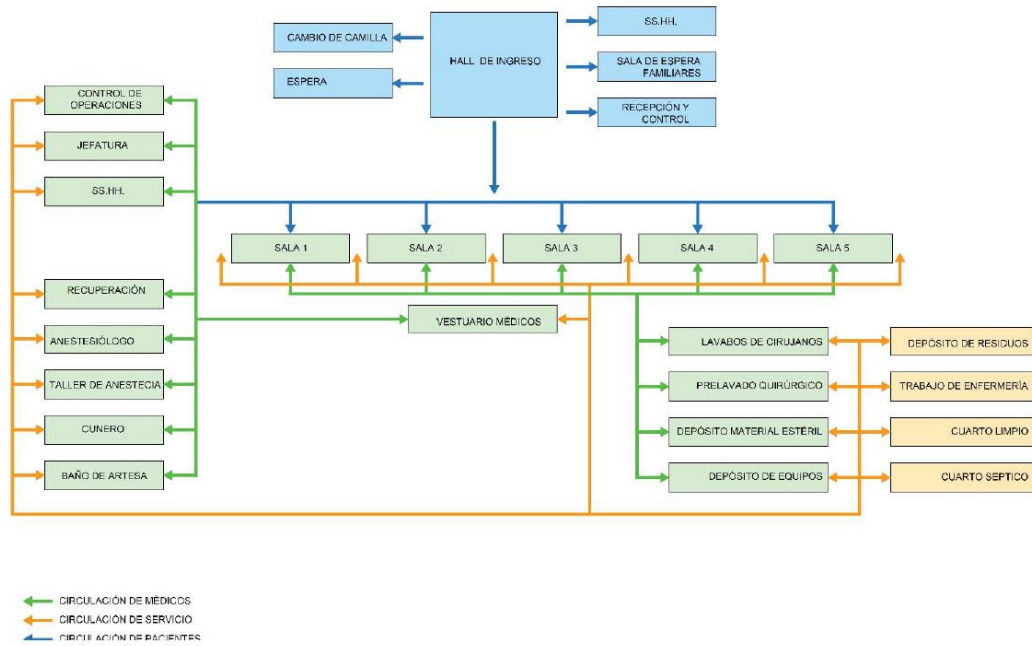 SS.HH.
CAMBIO DE CAMILLA
HALL DE INGRESO
SALA DE ESPERA
FAMILIARES
ESPERA
CONTROL DE
OPERACIONES
RECEPCIÓN Y
CONTROL
JEFATURA
SS.HH.
SALA 1
SALA 2
SALA 3
SALA 4
SALA 5
RECUPERACIÓN
VESTUARIO MÉDICOS
ANESTESIÓLOGO
LAVABOS DE CIRUJANOS
DEPÓSITO DE RESIDUOS
TALLER DE ANESTECIA
PRELAVADO QUIRÚRGICO
TRABAJO DE ENFERMERÍA
CUNERO
DEPÓSITO MATERIAL ESTÉRIL
CUARTO LIMPIO
BAÑO DE ARTESA
DEPÓSITO DE EQUIPOS
CUARTO SEPTICO
CIRCULACIÓN DE MÉDICOS
CIRCULACIÓN DE SERVICIO
CIRCULACIÓN DE PACIENTES